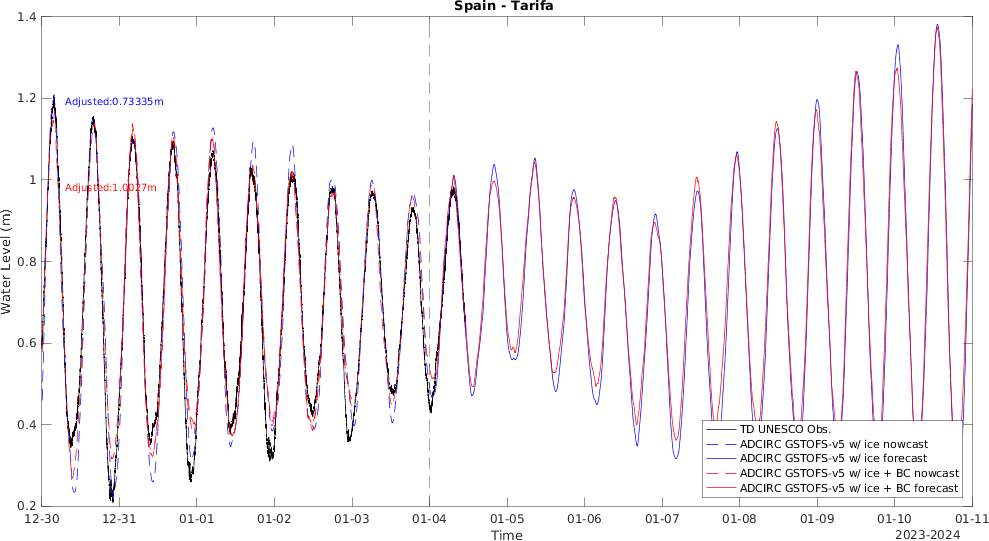 Spain - Tarifa
1.4
1.2
1
0.8
0.6
0.4
0.2
Water Level (m)
Adjusted:0.73335m
Adjusted:1.0027m
TD UNESCO Obs.
ADCIRC GSTOFS-v5 w/ ice nowcast
ADCIRC GSTOFS-v5 w/ ice forecast
ADCIRC GSTOFS-v5 w/ ice + BC nowcast
ADCIRC GSTOFS-v5 w/ ice + BC forecast
12-30 12-31 01-01 01-02 01-03 01-04 01-05 01-06 01-07 01-08 01-09 01-10 01-11
Time
2023-2024